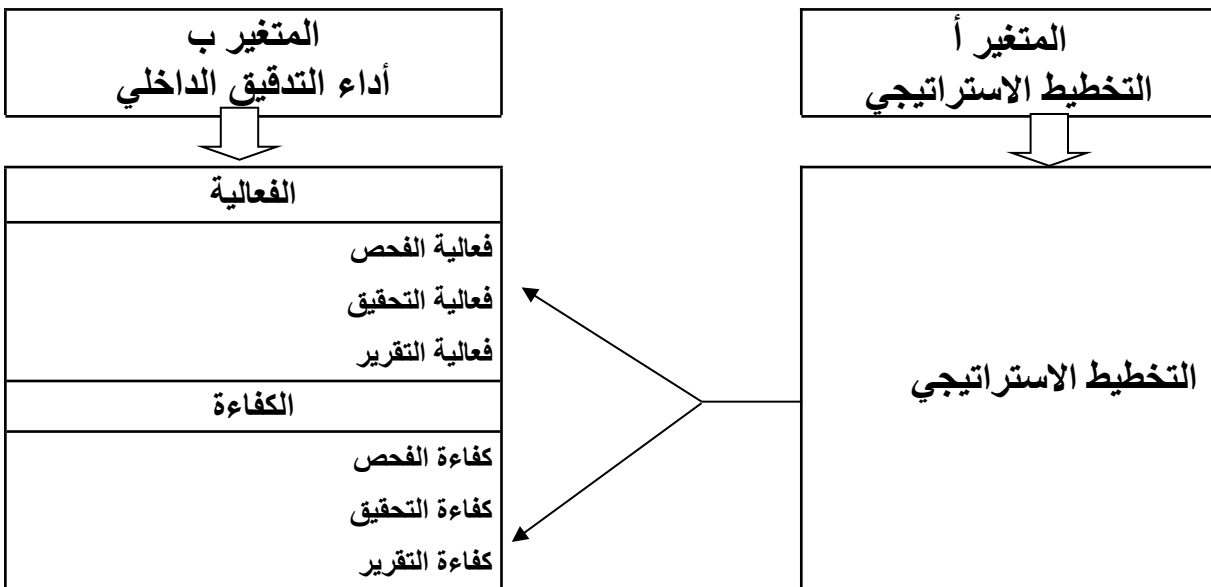 المتغير أ
التخطيط الاستراتيجي
التخطيط الاستراتيجي
المتغير ب
أداء التدقيق الداخلي
الفعالية
فعالية الفحص
فعالية التحقيق
فعالية التقرير
الكفاءة
كفاءة الفحص
كفاءة التحقيق
كفاءة التقرير